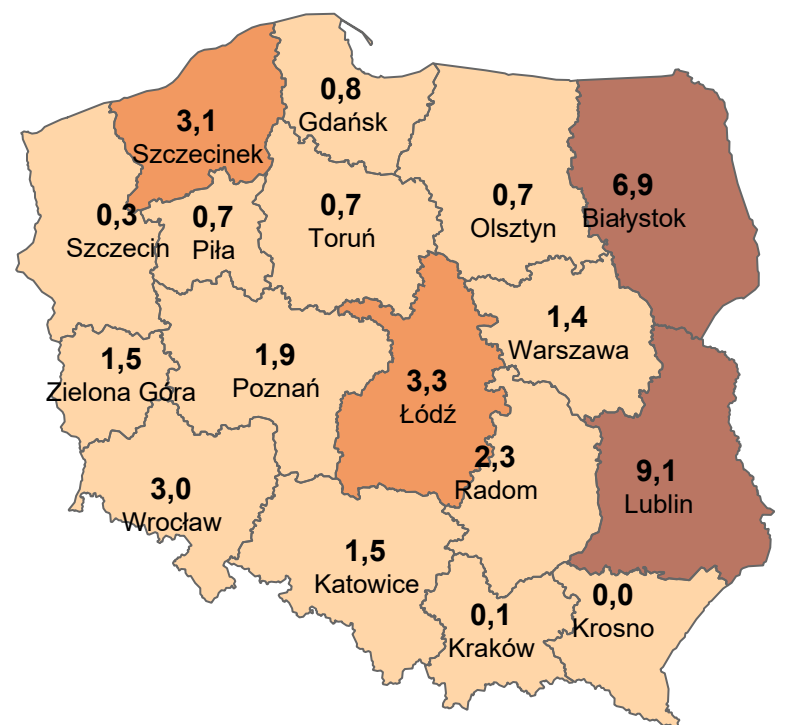 0,8
Gdańsk
3,1
Szczecinek
6,9
Białystok
0,3
Szczecin
0,7
Piła
0,7
Toruń
0,7
Olsztyn
1,4
Warszawa
1,5
Zielona Góra
1,9
Poznań
3,3
Łódź
2,3
Radom
9,1
Lublin
3,0
Wrocław
1,5
Katowice
0,1
Kraków
0,0
Krosno